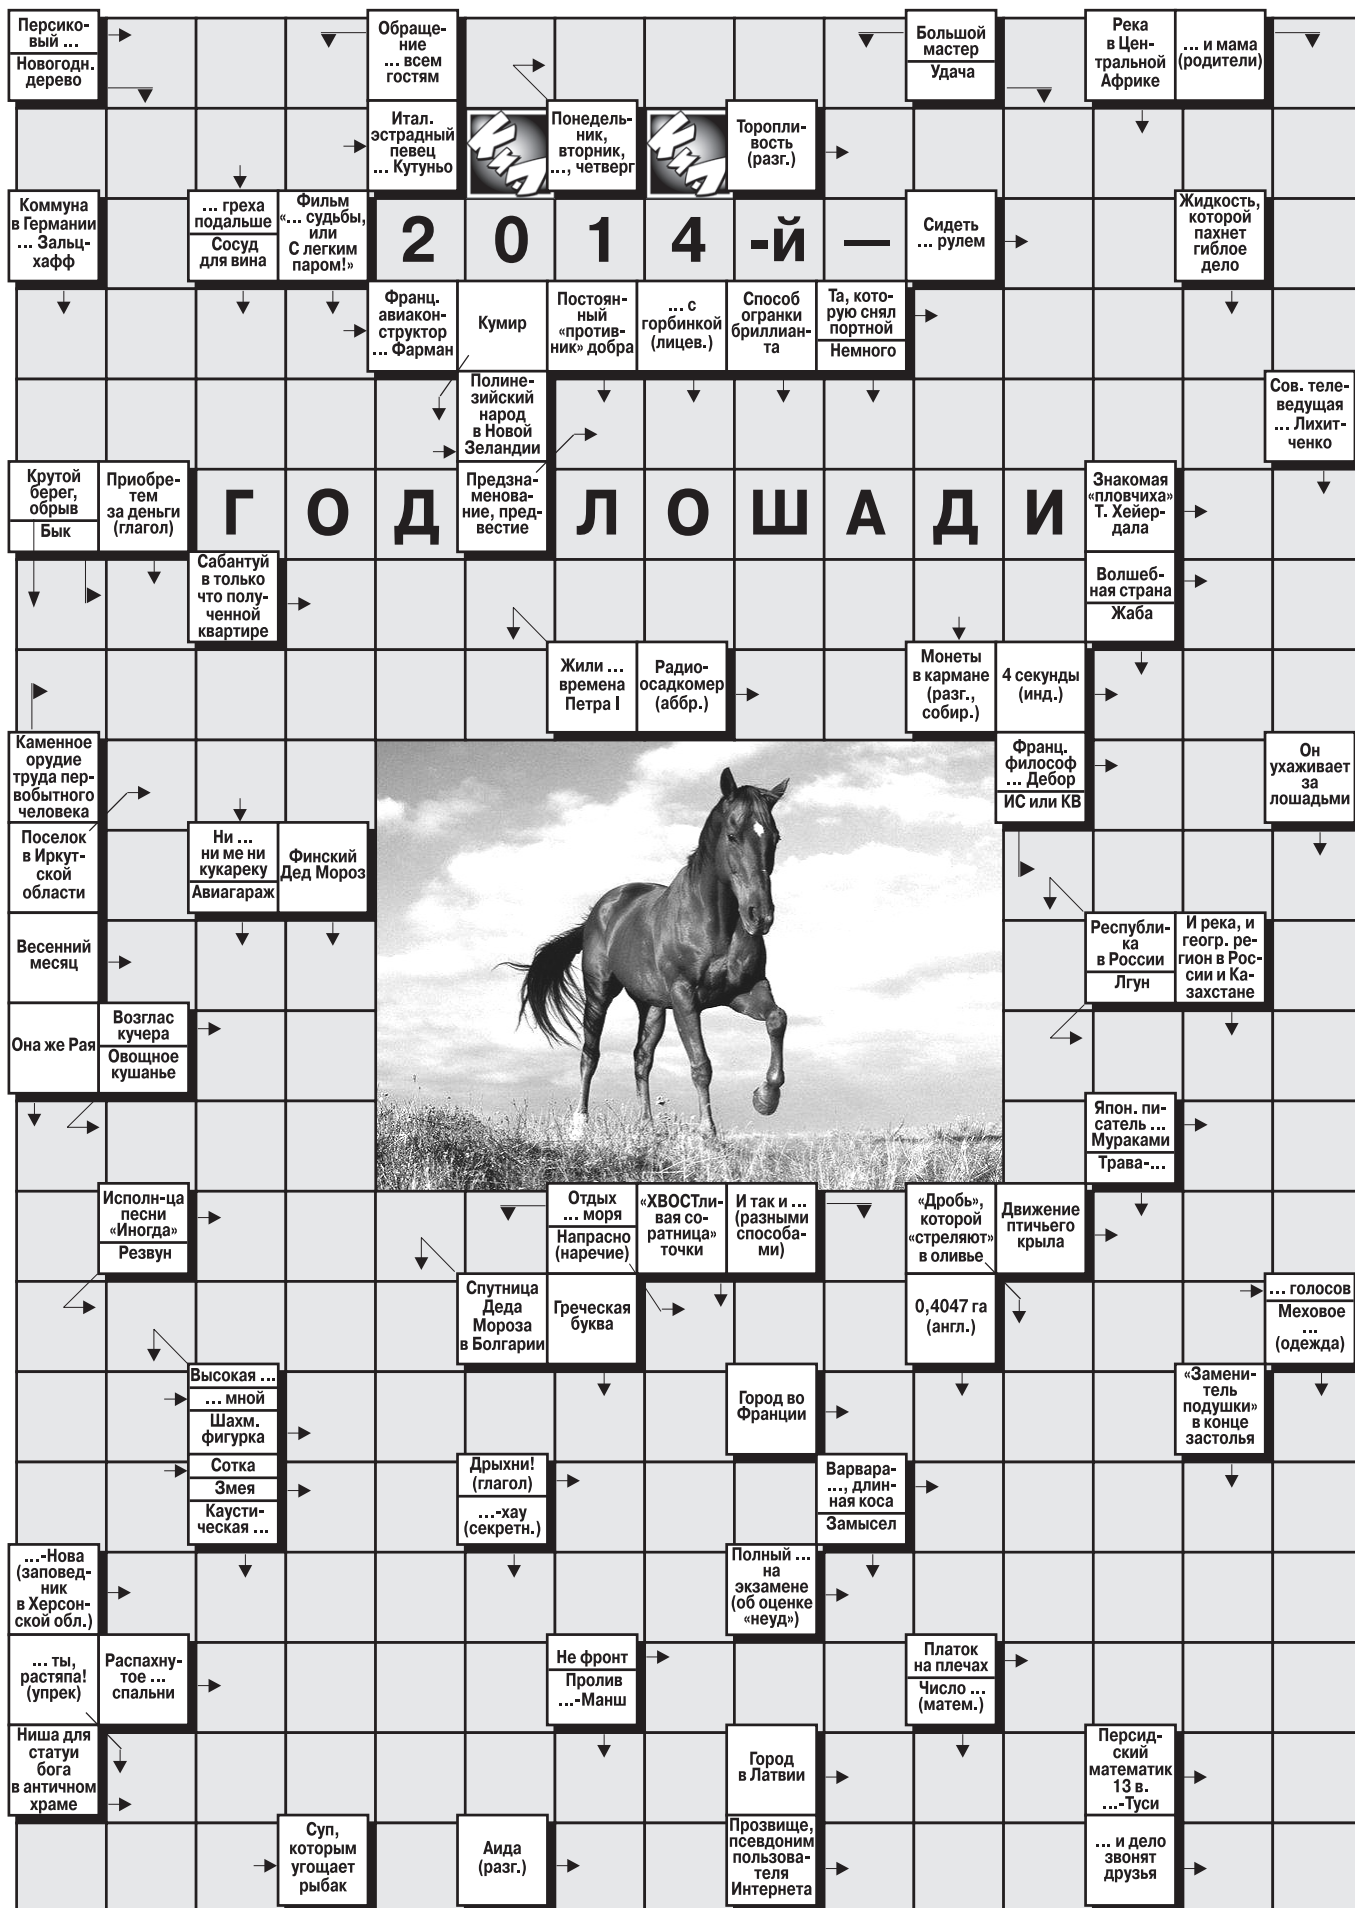 Персико-
вый ...
Новогодн.
дерево
Обраще-
ние
... всем
гостям
Большой
мастер
Удача
Река
в Цен-
тральной
Африке
... и мама
(родители)
Итал.
эстрадный
певец
... Кутуньо
КиА
Понедель-
ник,
вторник,
..., четверг
КиА
Торопли-
вость
(разг.)
Коммуна
в Германии
... Зальц-
хафф
... греха
подальше
Сосуд
для вина
Фильм
«... судьбы,
или
С легким
паром!»
2 0 1 4 -й —
Сидеть
... рулем
Жидкость,
которой
пахнет
гиблое
дело
Франц.
авиакон-
структор
... Фарман
Кумир
Постоян-
ный
«против-
ник» добра
... с
горбинкой
(лицев.)
Способ
огранки
бриллиан-
та
Та, кото-
рую снял
портной
Немного
Полине-
зийский
народ
в Новой
Зеландии
Сов. теле-
ведущая
... Лихит-
ченко
Крутой
берег,
обрыв
Бык
Приобре-
тем
за деньги
(глагол)
Г О Д
Предзна-
менова-
ние, пред-
вестие
Л О Ш А Д И
Знакомая
«пловчиха»
Т. Хейер-
дала
Сабантуй
в только
что полу-
ченной
квартире
Волшеб-
ная страна
Жаба
Жили ...
времена
Петра I
Радио-
осадкомер
(аббр.)
Монеты
в кармане
(разг.,
собир.)
4 секунды
(инд.)
Каменное
орудие
труда пер-
вобытного
человека
Франц.
философ
... Дебор
ИС или КВ
Он
ухаживает
за
лошадьми
Поселок
в Иркут-
ской
области
Ни ...
ни ме ни
кукареку
Авиагараж
Финский
Дед Мороз
Весенний
месяц
Республи-
ка
в России
Лгун
И река, и
геогр. ре-
гион в Рос-
сии и Ка-
захстане
Она же Рая
Возглас
кучера
Овощное
кушанье
Япон. пи-
сатель ...
Мураками
Трава-...
Исполн-ца
песни
«Иногда»
Резвун
Отдых
... моря
Напрасно
(наречие)
«ХВОСТли-
вая со-
ратница»
точки
И так и ...
(разными
способа-
ми)
«Дробь»,
которой
«стреляют»
в оливье
Движение
птичьего
крыла
Спутница
Деда
Мороза
в Болгарии
Греческая
буква
0,4047 га
(англ.)
... голосов
Меховое
...
(одежда)
Высокая ...
... мной
Шахм.
фигурка
Город во
Франции
«Замени-
тель
подушки»
в конце
застолья
Сотка
Змея
Каусти-
ческая ...
Дрыхни!
(глагол)
...-хау
(секретн.)
Варвара-
..., длин-
ная коса
Замысел
...-Нова
(заповед-
ник
в Херсон-
ской обл.)
Полный ...
на
экзамене
(об оценке
«неуд»)
... ты,
растяпа!
(упрек)
Распахну-
тое ...
спальни
Не фронт
Пролив
...-Манш
Платок
на плечах
Число ...
(матем.)
Ниша для
статуи
бога
в античном
храме
Город
в Латвии
Персид-
ский
математик
13 в.
...-Туси
Суп,
которым
угощает
рыбак
Аида
(разг.)
Прозвище,
псевдоним
пользова-
теля
Интернета
... и дело
звонят
друзья